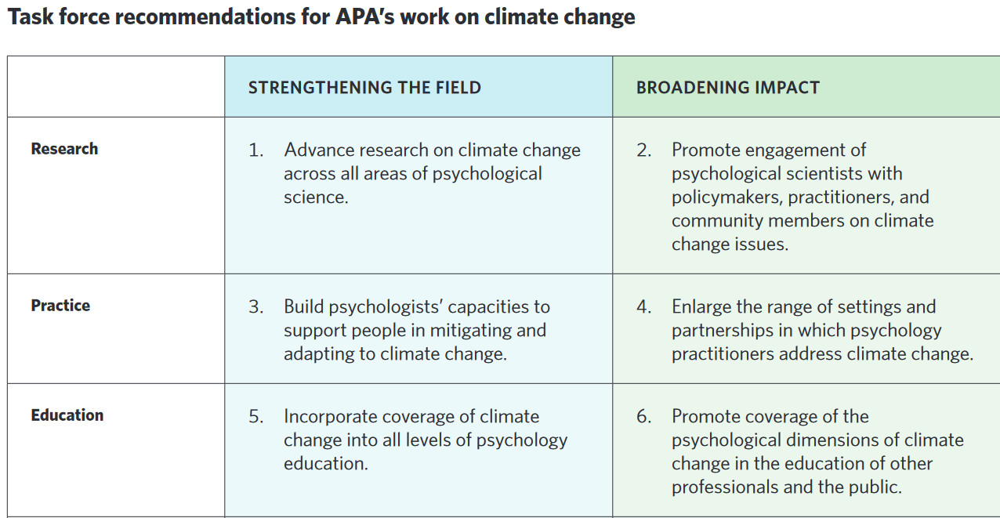 Task force recommendations for APA’s work on climate change
STRENGTHENING THE FIELD
BROADENING IMPACT
Research
1. Advance research on climate change
across all areas of psychological
science.
2. Promote engagement of
psychological scientists with
policymakers, practitioners, and
community members on climate
change issues.
Practice
3. Build psychologists’ capacities to
support people in mitigating and
adapting to climate change.
4. Enlarge the range of settings and
partnerships in which psychology
practitioners address climate change.
Education
5. Incorporate coverage of climate
change into all levels of psychology
education.
6. Promote coverage of the
psychological dimensions of climate
change in the education of other
professionals and the public.